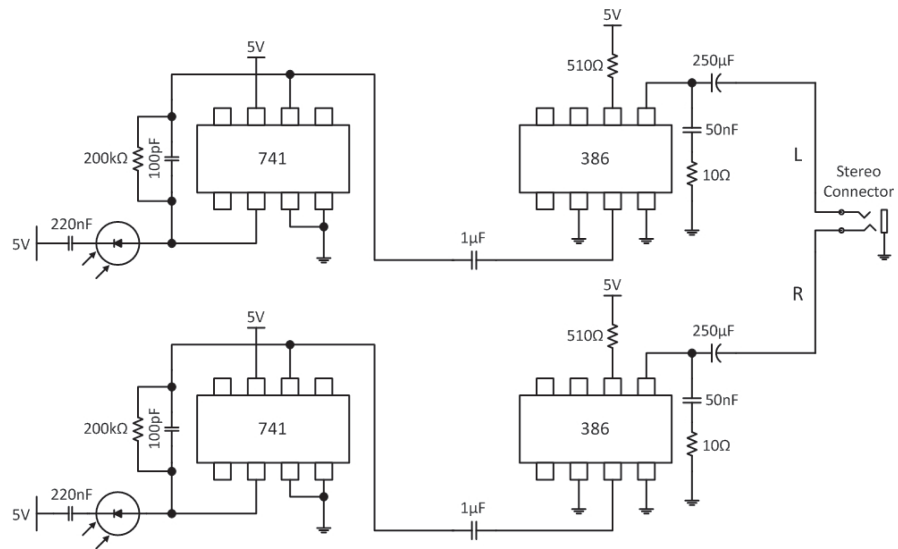 5V
5V
510Ω
250µF
200kΩ
100pF
741
386
50nF
10Ω
L
Stereo
Connector
220nF
5V
1µF
5V
5V
R
510Ω
250µF
200kΩ
100pF
741
386
50nF
10Ω
220nF
5V
1µF